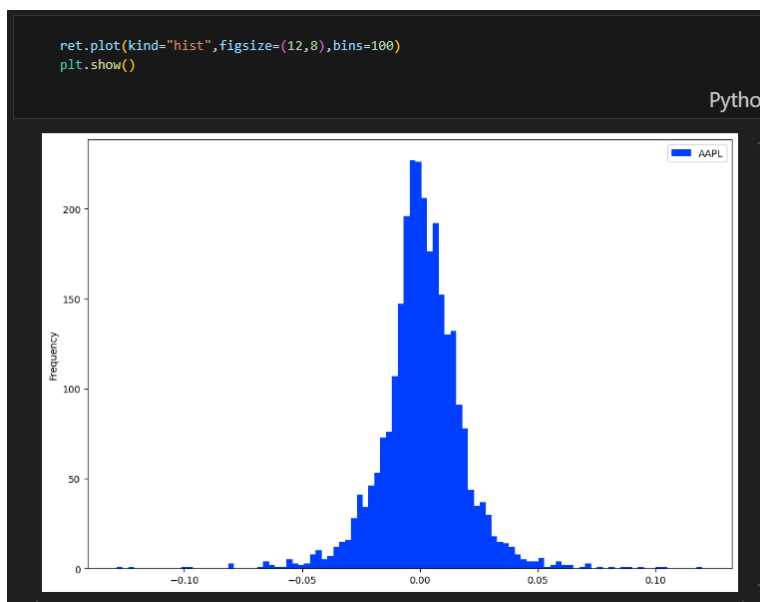 ret.plot(kind="hist",figsize=(12,8),bins=100)
plt.show()
Pytho
AAPL
200
150
Frequency
100
50
0
−0.10
−0.05
0.00
0.05
0.10